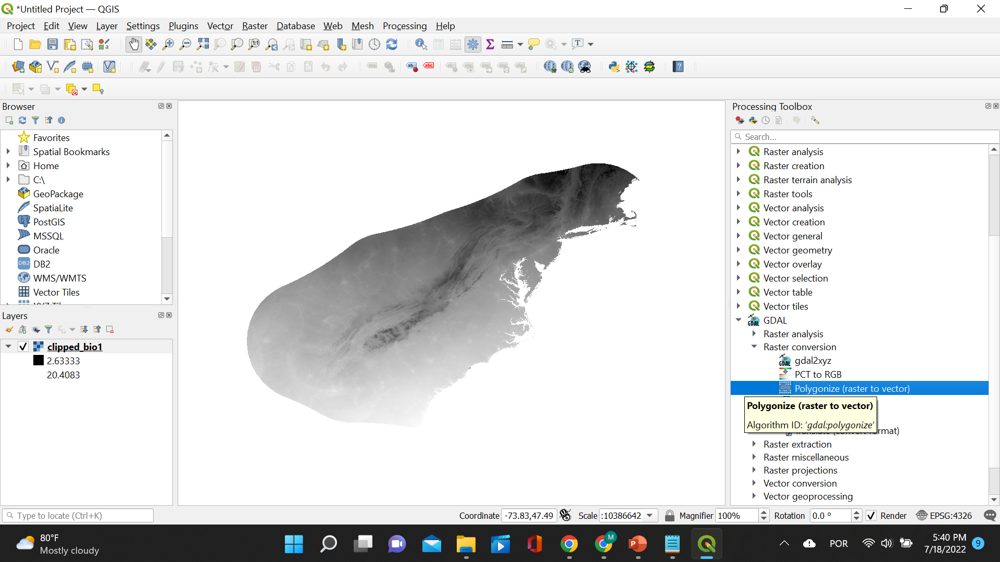 *Untitled Project — QGIS
Project Edit View Layer Settings Plugins Vector Raster Database Web Mesh Processing Help
Browser
Favorites
Spatial Bookmarks
Home
C:\
GeoPackage
SpatiaLite
PostGIS
MSSQL
Oracle
DB2
WMS/WMTS
Vector Tiles
Layers
clipped_bio1
2.63333
20.4083
Processing Toolbox
Search...
Raster analysis
Raster creation
Raster terrain analysis
Raster tools
Vector analysis
Vector creation
Vector general
Vector geometry
Vector overlay
Vector selection
Vector table
Vector tiles
GDAL
Raster analysis
Raster conversion
gdal2xyz
PCT to RGB
Polygonize (raster to vector)
Polygonize (raster to vector)
Algorithm ID: 'gdal:polygonize'
Raster extraction
Raster miscellaneous
Raster projections
Vector conversion
Vector geoprocessing
Type to locate (Ctrl+K)
Coordinate -73.83,47.49 Scale :10386642 Magnifier 100% Rotation 0.0 ° Render EPSG:4326
80°F
Mostly cloudy
POR
5:40 PM
7/18/2022
9